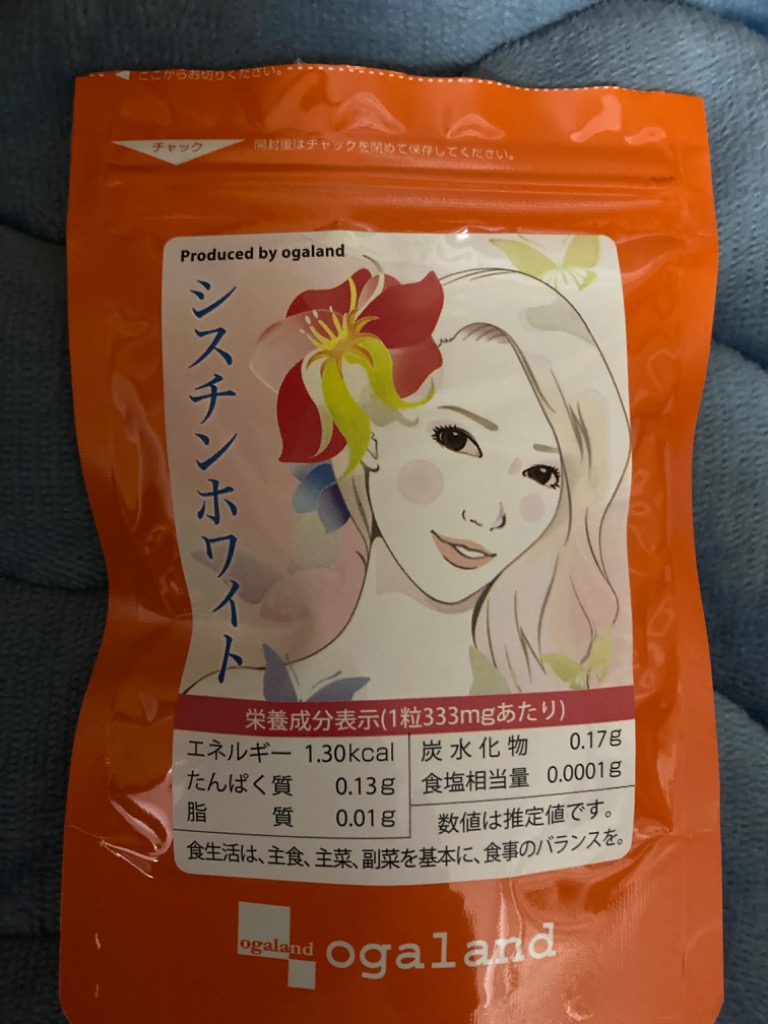 ここからお切りください。
チャック
開封後はチャックを閉めて保存してください。
Produced by ogaland
シスチンホワイト
栄養成分表示(1粒333mgあたり)
エネルギー 1.30kcal
たんぱく質 0.13g
脂質 0.01g
炭水化物 0.17g
食塩相当量 0.0001g
数値は推定値です。
食生活は、主食、主菜、副菜を基本に、食事のバランスを。
ogaland
ogaland